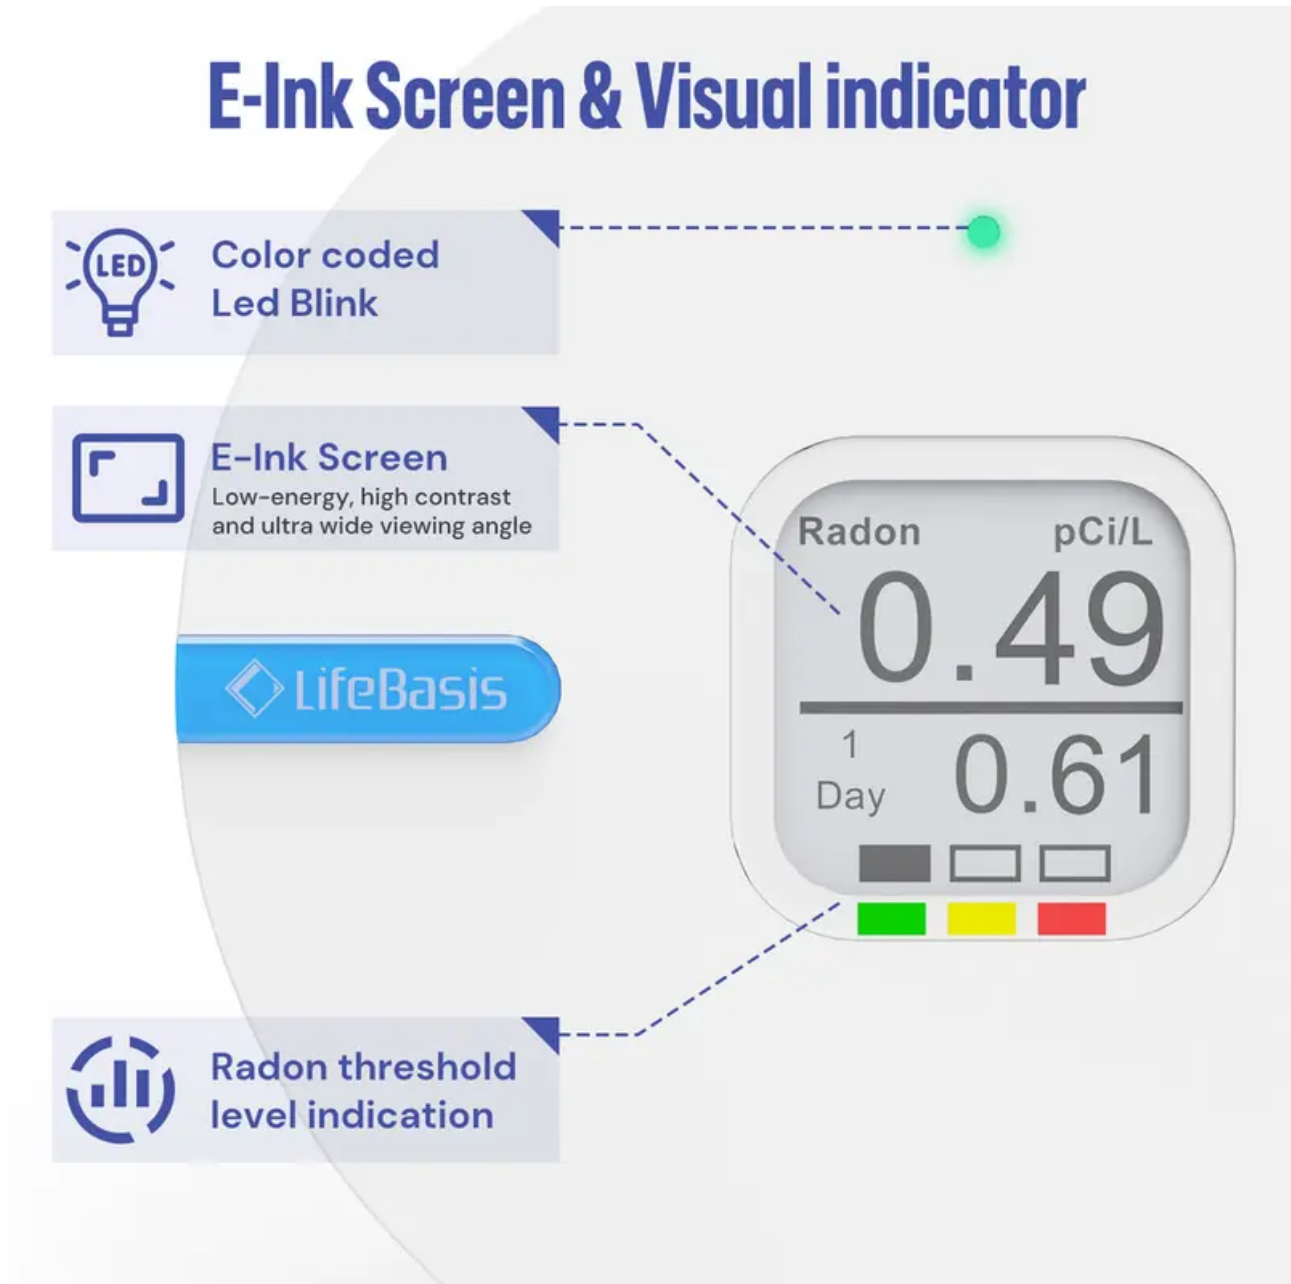 E-Ink Screen & Visual indicator
LED
Color coded
Led Blink
E-Ink Screen
Low-energy, high contrast
and ultra wide viewing angle
LifeBasis
Radon pCi/L
0.49
1
Day
0.61
Radon threshold
level indication